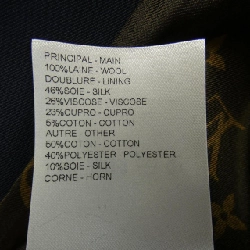 PRINCIPAL - MAIN
100%LAINE - WOOL
DOUBLURE - LINING
46%SOIE - SILK
26%VISCOSE - VISCOSE
23%CUPRO - CUPRO
5%COTON - COTTON
AUTRE - OTHER
50%COTON - COTTON
40%POLYESTER - POLYESTER
10%SOIE - SILK
CORNE - HORN